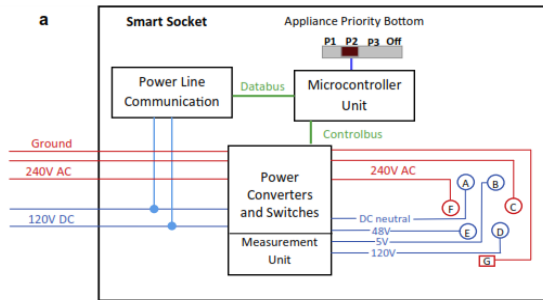 a
Smart Socket
Appliance Priority Bottom
P1 P2 P3 Off
Power Line
Communication
Databus
Microcontroller
Unit
Controlbus
Ground
240V AC
120V DC
Power
Converters
and Switches
Measurement
Unit
240V AC
DC neutral
48V
5V
120V
A
B
C
F
E
D
G